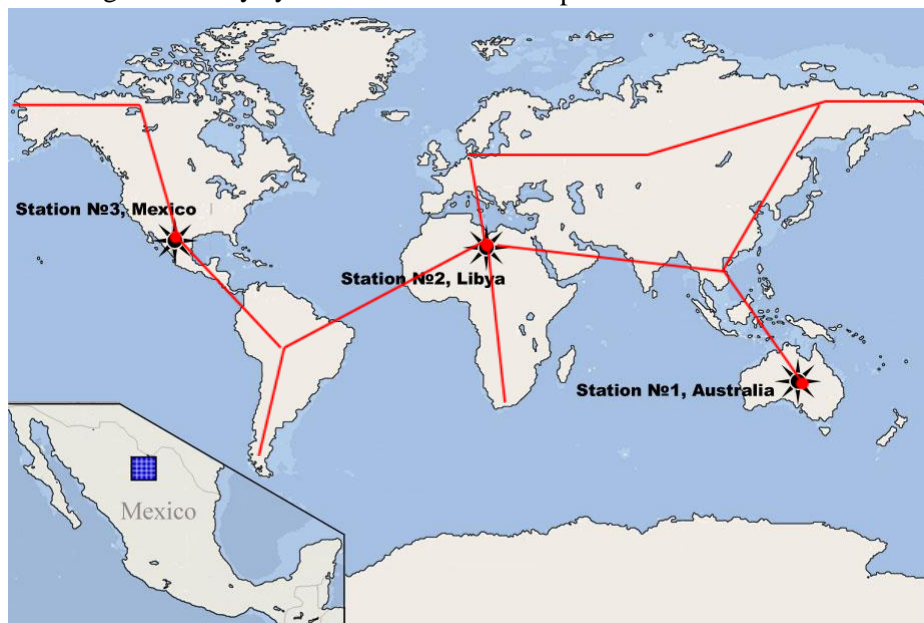 Station №3, Mexico
Station №2, Libya
Station №1, Australia
Mexico